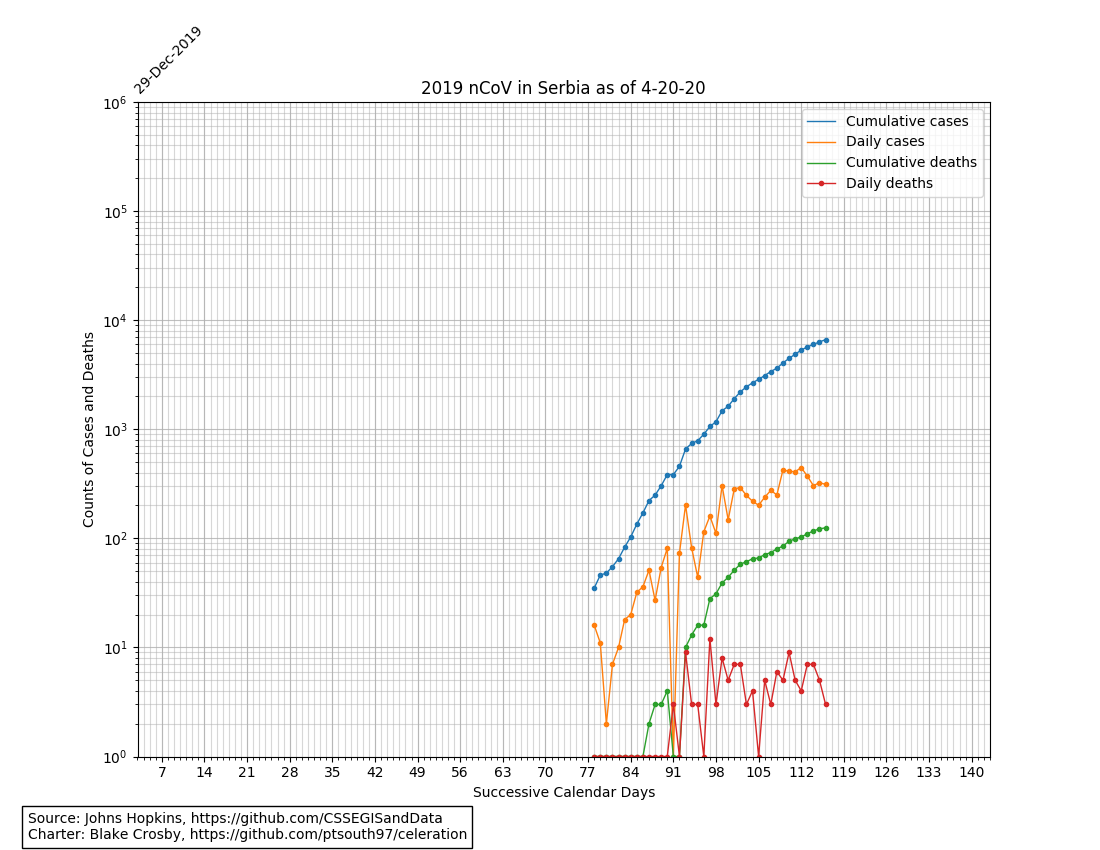 29-Dec-2019
2019 nCoV in Serbia as of 4-20-20
Cumulative cases
Daily cases
Cumulative deaths
Daily deaths
Counts of Cases and Deaths
10^6
10^5
10^4
10^3
10^2
10^1
10^0
7 14 21 28 35 42 49 56 63 70 77 84 91 98 105 112 119 126 133 140
Successive Calendar Days
Source: Johns Hopkins, https://github.com/CSSEGISandData
Charter: Blake Crosby, https://github.com/ptsouth97/celeration